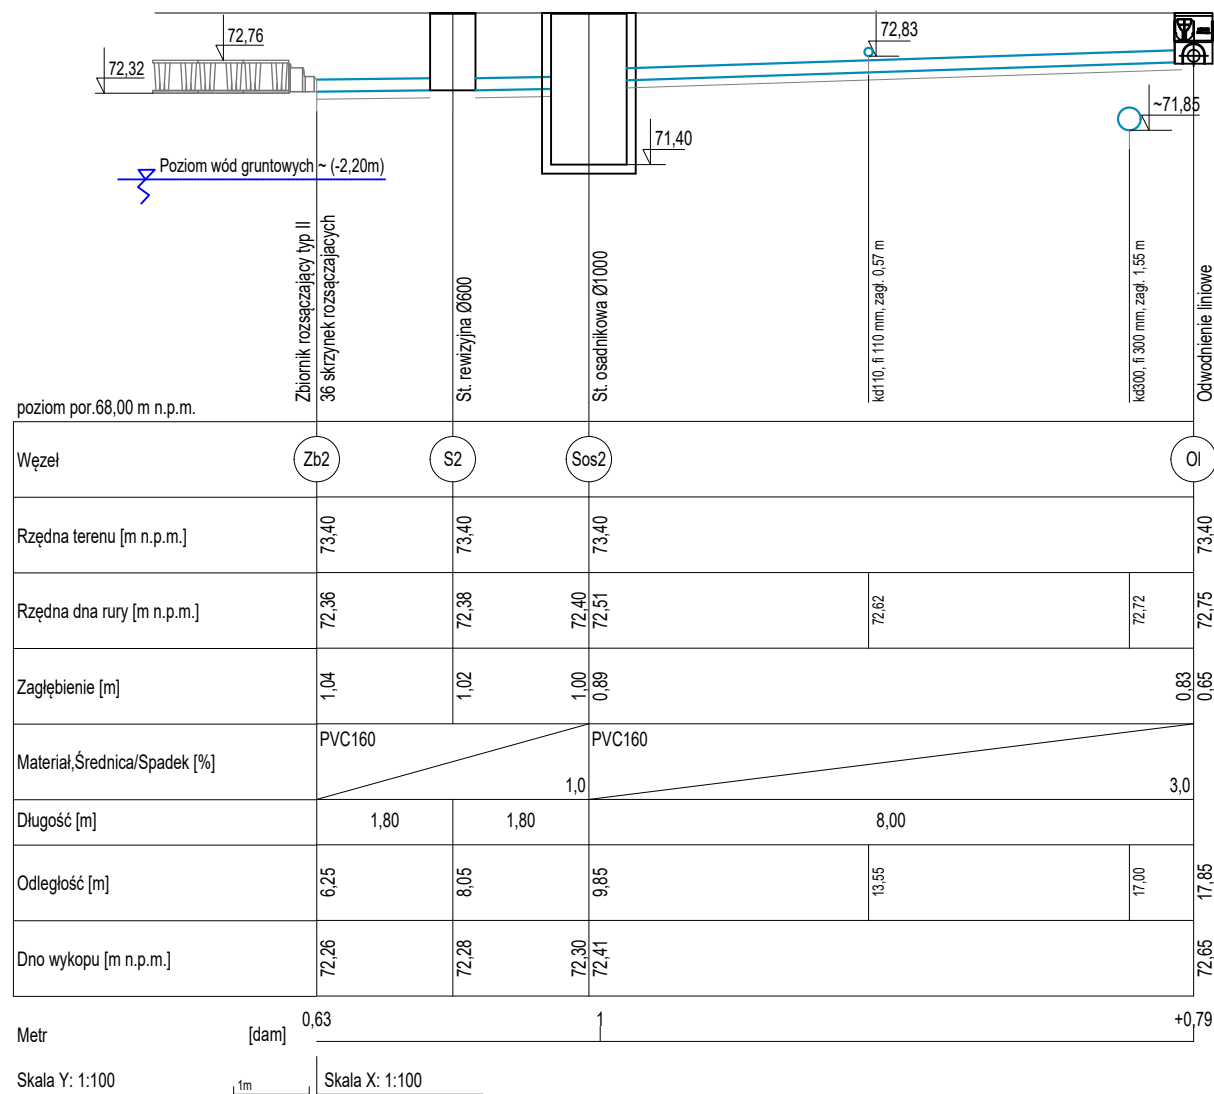 72,76
72,83
72,32
~71,85
71,40
Poziom wód gruntowych ~ (-2,20m)
Zbiornik rozsączający typ II
36 skrzynek rozsączajacych
St. rewizyjna Ø600
St. osadnikowa Ø1000
kd110, fi 110 mm, zagł. 0,57 m
kd300, fi 300 mm, zagł. 1,55 m
Odwodnienie liniowe
poziom por.68,00 m n.p.m.
Węzeł Zb2 S2 Sos2 Ol
Rzędna terenu [m n.p.m.] 73,40 73,40 73,40 73,40
Rzędna dna rury [m n.p.m.] 72,36 72,38 72,40 72,51 72,62 72,72 72,75
Zagłębienie [m] 1,04 1,02 1,00 0,89 0,83 0,65
Materiał,Średnica/Spadek [%] PVC160 1,0 PVC160 3,0
Długość [m] 1,80 1,80 8,00
Odległość [m] 6,25 8,05 9,85 13,55 17,00 17,85
Dno wykopu [m n.p.m.] 72,26 72,28 72,30 72,41 72,65
Metr [dam] 0,63 1 +0,79
Skala Y: 1:100 1m Skala X: 1:100